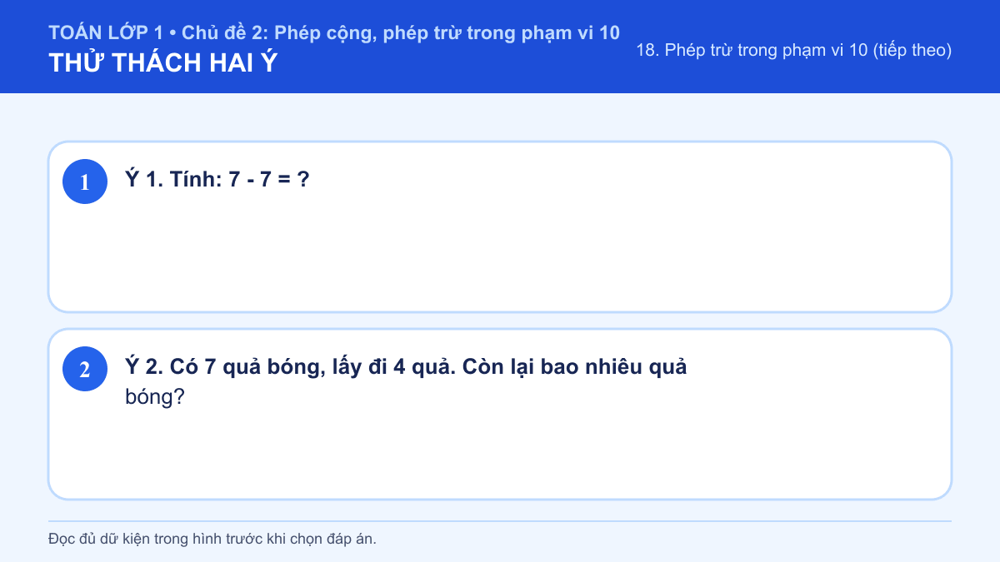 TOÁN LỚP 1 • Chủ đề 2: Phép cộng, phép trừ trong phạm vi 10
THỬ THÁCH HAI Ý
18. Phép trừ trong phạm vi 10 (tiếp theo)
1
Ý 1. Tính: 7 - 7 = ?
2
Ý 2. Có 7 quả bóng, lấy đi 4 quả. Còn lại bao nhiêu quả
bóng?
Đọc đủ dữ kiện trong hình trước khi chọn đáp án.